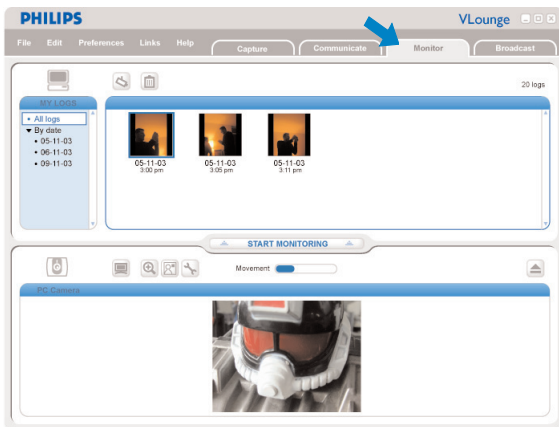 PHILIPS
VLounge
File Edit Preferences Links Help Capture Communicate Monitor Broadcast
20 logs
MY LOGS
• All logs
▼ By date
• 05-11-03
• 06-11-03
• 09-11-03
05-11-03 05-11-03 05-11-03
3:00 pm 3:05 pm 3:11 pm
START MONITORING
Movement
PC Camera